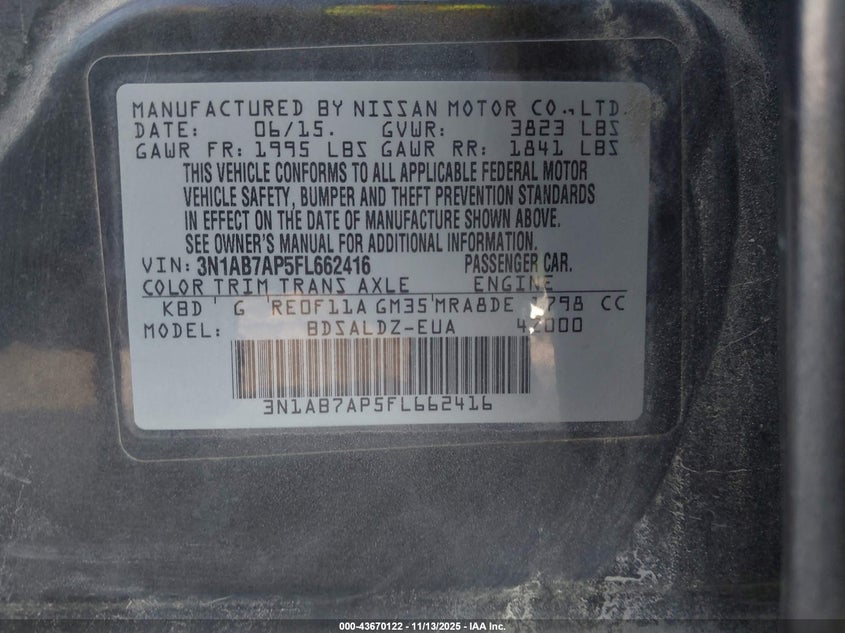 MANUFACTURED BY NISSAN MOTOR CO.,LTD.
DATE: 06/15. GVWR: 3823 LBS
GAWR FR: 1995 LBS GAWR RR: 1841 LBS
THIS VEHICLE CONFORMS TO ALL APPLICABLE FEDERAL MOTOR
VEHICLE SAFETY, BUMPER AND THEFT PREVENTION STANDARDS
IN EFFECT ON THE DATE OF MANUFACTURE SHOWN ABOVE.
SEE OWNER'S MANUAL FOR ADDITIONAL INFORMATION.
VIN: 3N1AB7AP5FL662416 PASSENGER CAR.
COLOR TRIM TRANS AXLE ENGINE
KBD G RE0F11A GM35 MRA8DE 1798 CC
MODEL: BDSALDZ-EUA
3N1AB7AP5FL662416
000-43670122 - 11/13/2025 - IAA Inc.